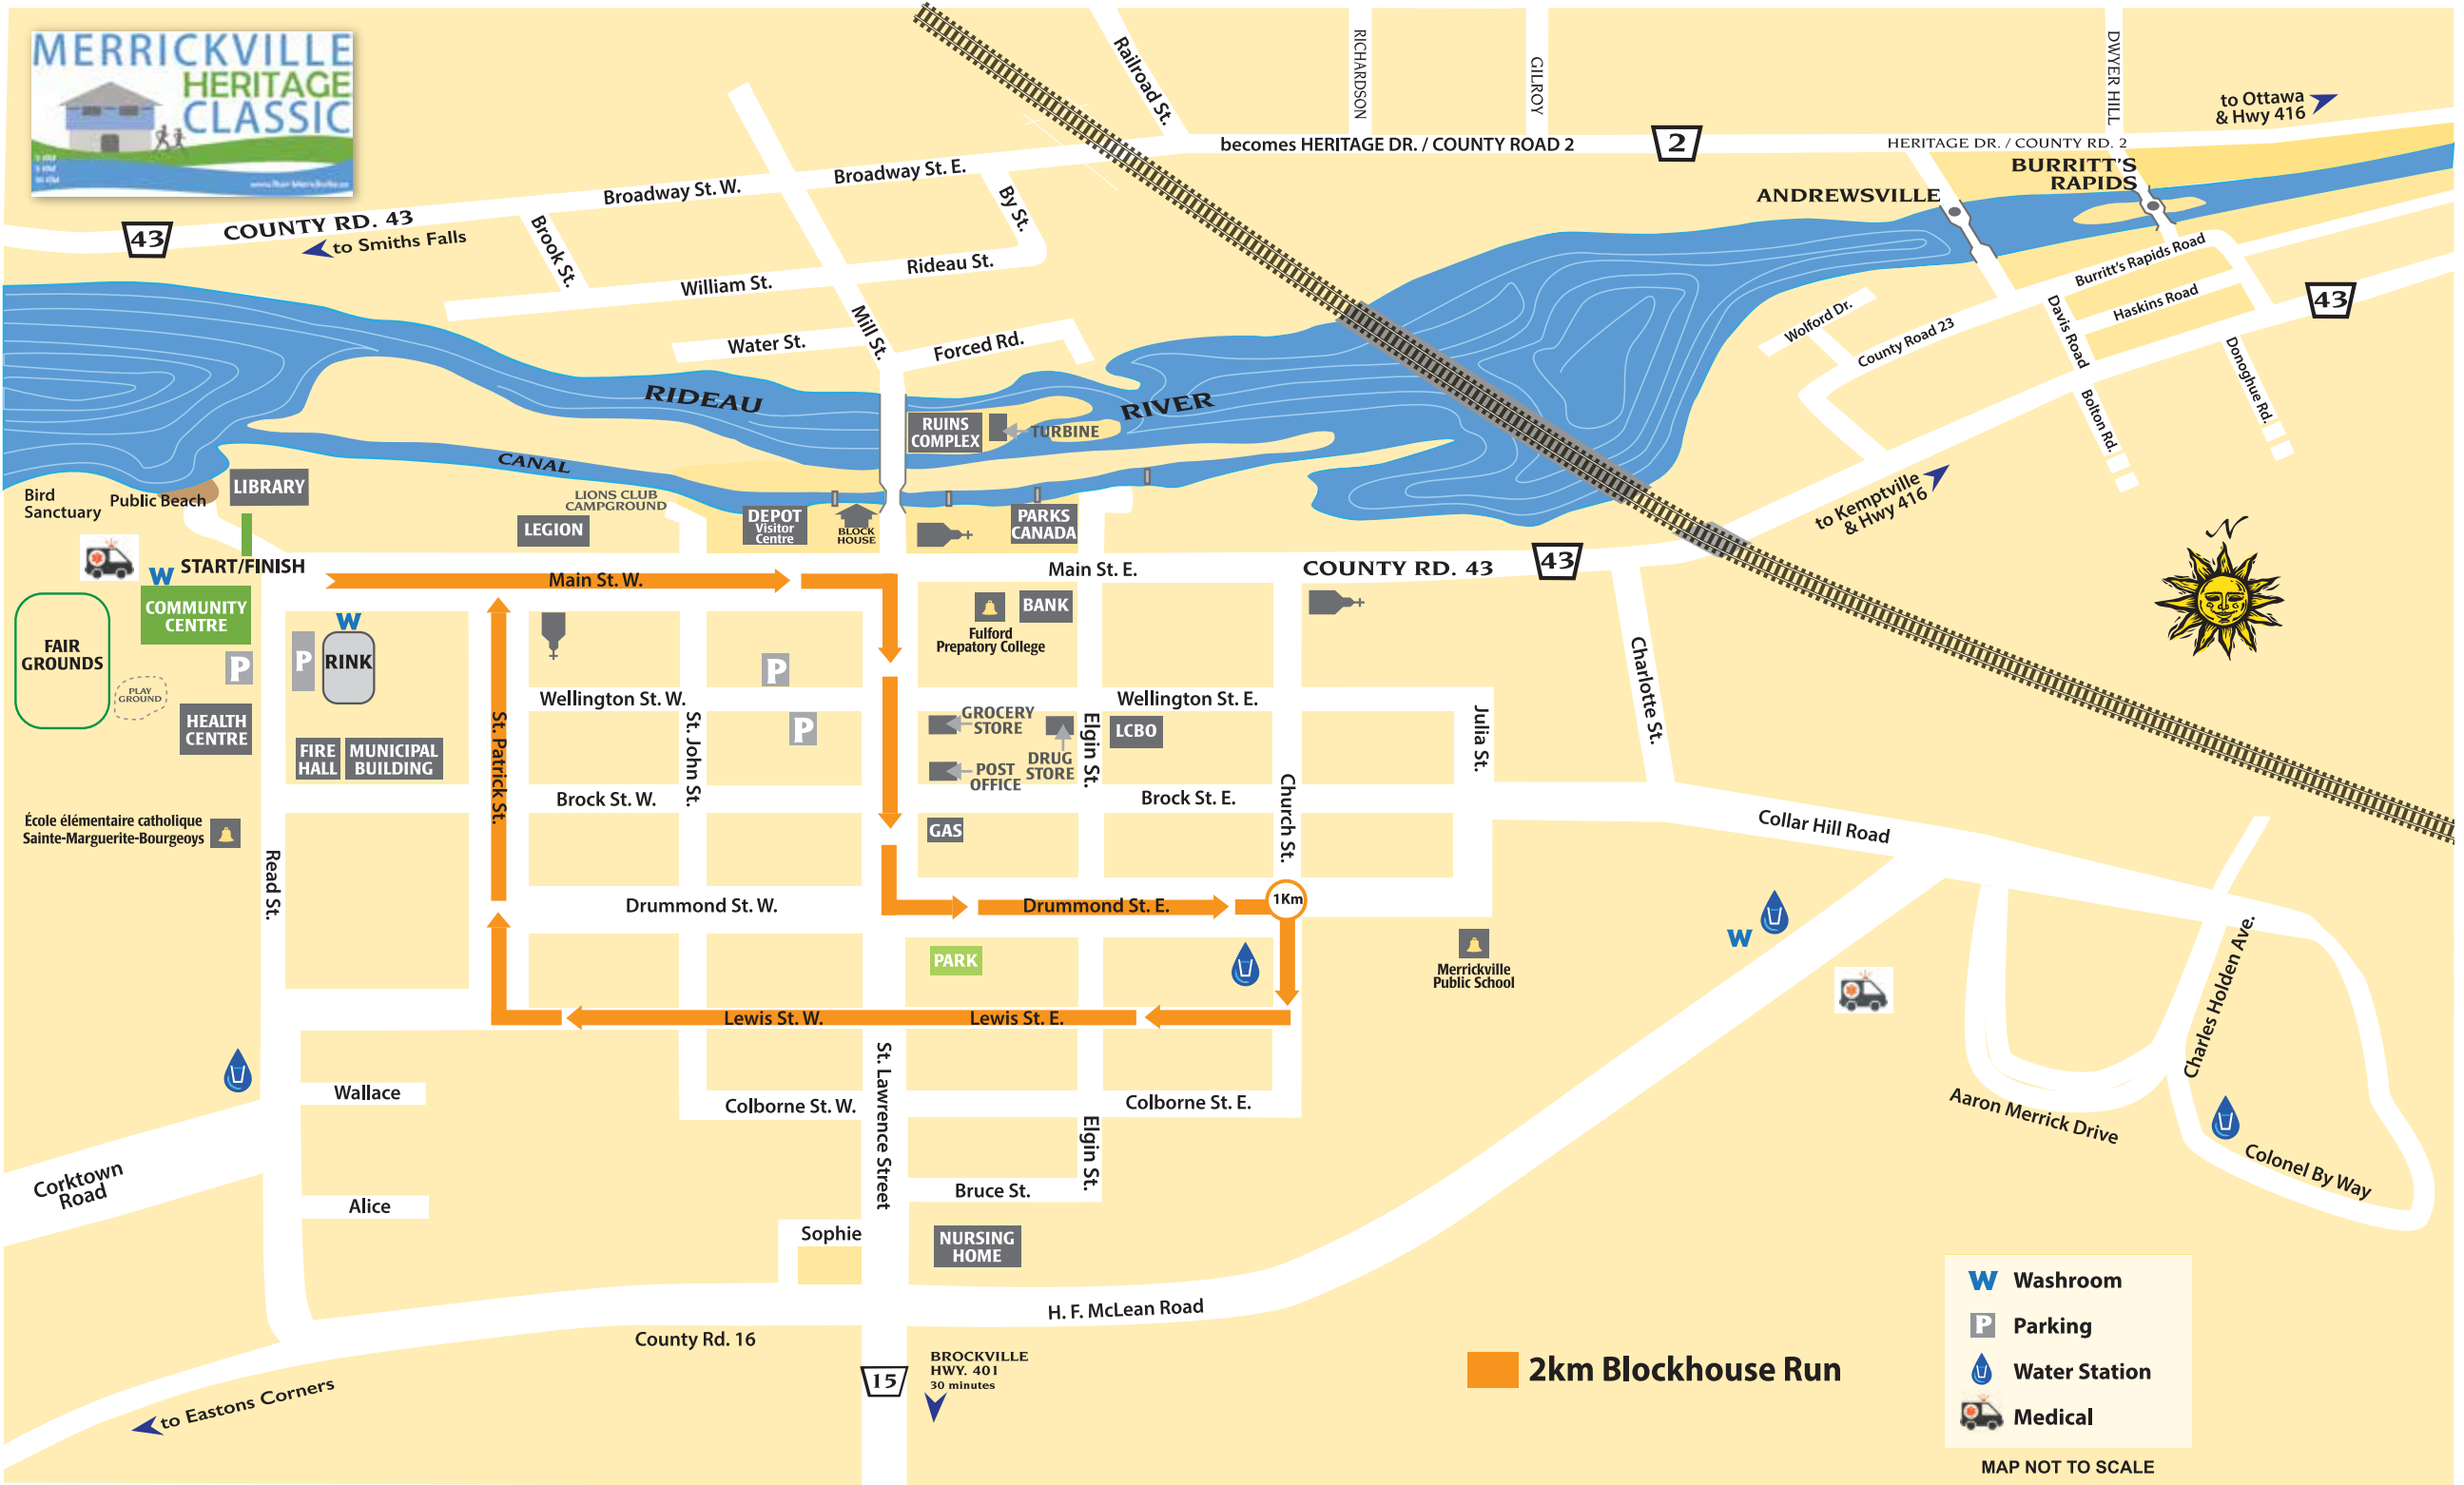 MERRICKVILLE
HERITAGE
CLASSIC
Railroad St.
RICHARDSON
GILROY
DWYER HILL
to Ottawa
& Hwy 416
becomes HERITAGE DR. / COUNTY ROAD 2
2
HERITAGE DR. / COUNTY RD. 2
BURRITT'S
RAPIDS
ANDREWSVILLE
Broadway St. W.
Broadway St. E.
By St.
43
COUNTY RD. 43
to Smiths Falls
Brook St.
Rideau St.
William St.
Mill St.
Water St.
Forced Rd.
Burritt's Rapids Road
Haskins Road
43
Wolford Dr.
County Road 23
Davis Road
Bolton Rd.
Donoghue Rd.
to Kemptville
& Hwy 416
RIDEAU
RIVER
CANAL
RUINS
COMPLEX
TURBINE
LIBRARY
Bird
Sanctuary
Public Beach
LIONS CLUB
CAMPGROUND
LEGION
DEPOT
Visitor
Centre
BLOCK
HOUSE
PARKS
CANADA
N
W
START/FINISH
Main St. W.
Main St. E.
COUNTY RD. 43
43
COMMUNITY
CENTRE
FAIR
GROUNDS
P
PLAY
GROUND
HEALTH
CENTRE
W
P
RINK
FIRE
HALL
MUNICIPAL
BUILDING
Fulford
Prepatory College
BANK
P
Wellington St. W.
Wellington St. E.
P
St. Patrick St.
St. John St.
GROCERY
STORE
DRUG
STORE
POST
OFFICE
Elgin St.
LCBO
Church St.
Julia St.
Charlotte St.
Brock St. W.
Brock St. E.
École élémentaire catholique
Sainte-Marguerite-Bourgeoys
Read St.
GAS
Collar Hill Road
Drummond St. W.
Drummond St. E.
1Km
PARK
Merrickville
Public School
W
Charles Holden Ave.
Lewis St. W.
Lewis St. E.
St. Lawrence Street
Wallace
Colborne St. W.
Colborne St. E.
Aaron Merrick Drive
Colonel By Way
Elgin St.
Corktown
Road
Alice
Bruce St.
Sophie
NURSING
HOME
H. F. McLean Road
County Rd. 16
to Eastons Corners
15
BROCKVILLE
HWY. 401
30 minutes
2km Blockhouse Run
W Washroom
P Parking
Water Station
Medical
MAP NOT TO SCALE